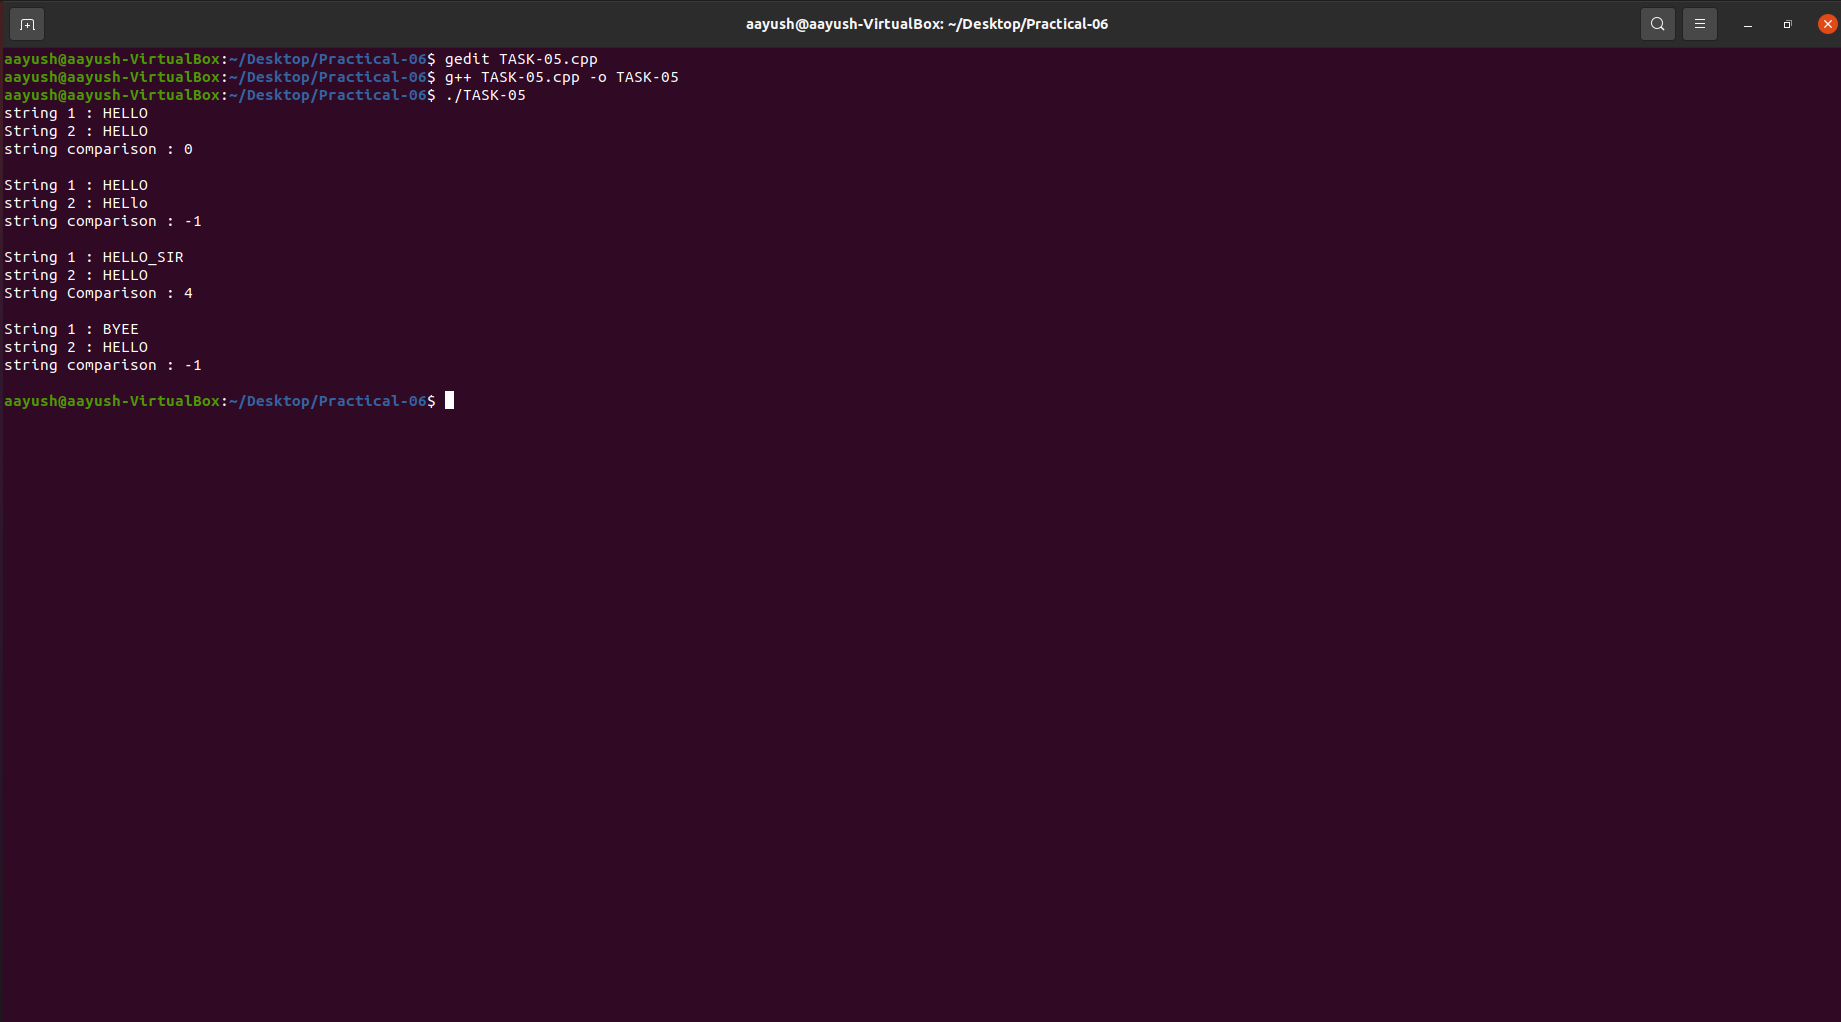 aayush@aayush-VirtualBox: ~/Desktop/Practical-06
aayush@aayush-VirtualBox:~/Desktop/Practical-06$ gedit TASK-05.cpp
aayush@aayush-VirtualBox:~/Desktop/Practical-06$ g++ TASK-05.cpp -o TASK-05
aayush@aayush-VirtualBox:~/Desktop/Practical-06$ ./TASK-05
string 1 : HELLO
String 2 : HELLO
string comparison : 0
String 1 : HELLO
string 2 : HELlo
string comparison : -1
String 1 : HELLO_SIR
string 2 : HELLO
String Comparison : 4
String 1 : BYEE
string 2 : HELLO
string comparison : -1
aayush@aayush-VirtualBox:~/Desktop/Practical-06$